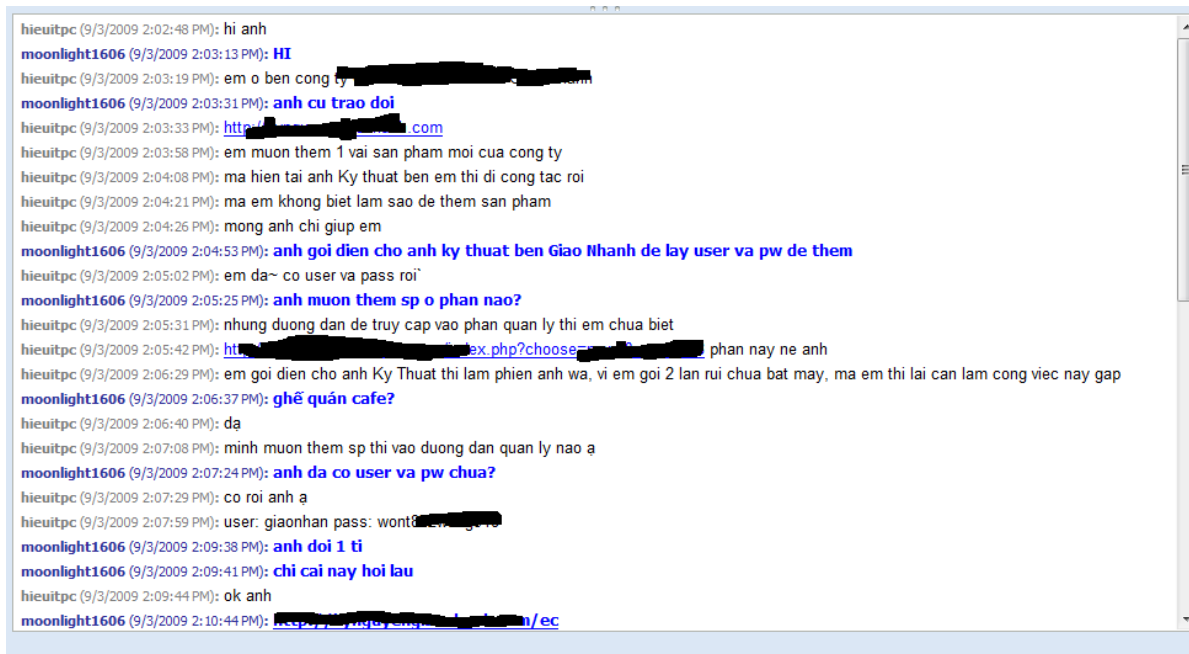 hieuitpc (9/3/2009 2:02:48 PM): hi anh
moonlight1606 (9/3/2009 2:03:13 PM): HI
hieuitpc (9/3/2009 2:03:19 PM): em o ben cong ty
moonlight1606 (9/3/2009 2:03:31 PM): anh cu trao doi
hieuitpc (9/3/2009 2:03:33 PM): http:/ .com
hieuitpc (9/3/2009 2:03:58 PM): em muon them 1 vai san pham moi cua cong ty
hieuitpc (9/3/2009 2:04:08 PM): ma hien tai anh Ky thuat ben em thi di cong tac roi
hieuitpc (9/3/2009 2:04:21 PM): ma em khong biet lam sao de them san pham
hieuitpc (9/3/2009 2:04:26 PM): mong anh chi giup em
moonlight1606 (9/3/2009 2:04:53 PM): anh goi dien cho anh ky thuat ben Giao Nhanh de lay user va pw de them
hieuitpc (9/3/2009 2:05:02 PM): em da~ co user va pass roi`
moonlight1606 (9/3/2009 2:05:25 PM): anh muon them sp o phan nao?
hieuitpc (9/3/2009 2:05:31 PM): nhung duong dan de truy cap vao phan quan ly thi em chua biet
hieuitpc (9/3/2009 2:05:42 PM): ex.php?choose= phan nay ne anh
hieuitpc (9/3/2009 2:06:29 PM): em goi dien cho anh Ky Thuat thi lam phien anh wa, vi em goi 2 lan rui chua bat may, ma em thi lai can lam cong viec nay gap
moonlight1606 (9/3/2009 2:06:37 PM): ghế quán cafe?
hieuitpc (9/3/2009 2:06:40 PM): dạ
hieuitpc (9/3/2009 2:07:08 PM): minh muon them sp thi vao duong dan quan ly nao ạ
moonlight1606 (9/3/2009 2:07:24 PM): anh da co user va pw chua?
hieuitpc (9/3/2009 2:07:29 PM): co roi anh ạ
hieuitpc (9/3/2009 2:07:59 PM): user: giaonhan pass: wont
moonlight1606 (9/3/2009 2:09:38 PM): anh doi 1 ti
moonlight1606 (9/3/2009 2:09:41 PM): chi cai nay hoi lau
hieuitpc (9/3/2009 2:09:44 PM): ok anh
moonlight1606 (9/3/2009 2:10:44 PM): /ec